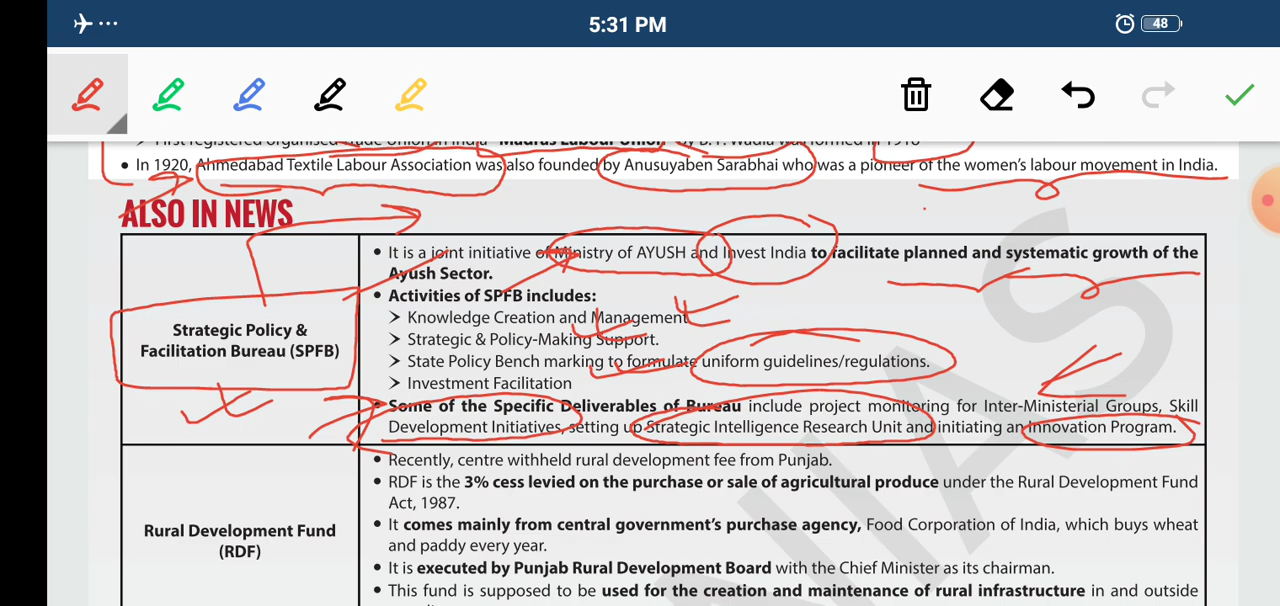 5:31 PM
48
In 1920, Ahmedabad Textile Labour Association was also founded by Anusuyaben Sarabhai who was a pioneer of the women's labour movement in India.
ALSO IN NEWS
Strategic Policy &
Facilitation Bureau (SPFB)
• It is a joint initiative of Ministry of AYUSH and Invest India to facilitate planned and systematic growth of the
Ayush Sector.
• Activities of SPFB includes:
➢ Knowledge Creation and Management
➢ Strategic & Policy-Making Support.
➢ State Policy Bench marking to formulate uniform guidelines/regulations.
➢ Investment Facilitation
• Some of the Specific Deliverables of Bureau include project monitoring for Inter-Ministerial Groups, Skill
Development Initiatives, setting up Strategic Intelligence Research Unit and initiating an Innovation Program.
Rural Development Fund
(RDF)
• Recently, centre withheld rural development fee from Punjab.
• RDF is the 3% cess levied on the purchase or sale of agricultural produce under the Rural Development Fund
Act, 1987.
• It comes mainly from central government's purchase agency, Food Corporation of India, which buys wheat
and paddy every year.
• It is executed by Punjab Rural Development Board with the Chief Minister as its chairman.
• This fund is supposed to be used for the creation and maintenance of rural infrastructure in and outside